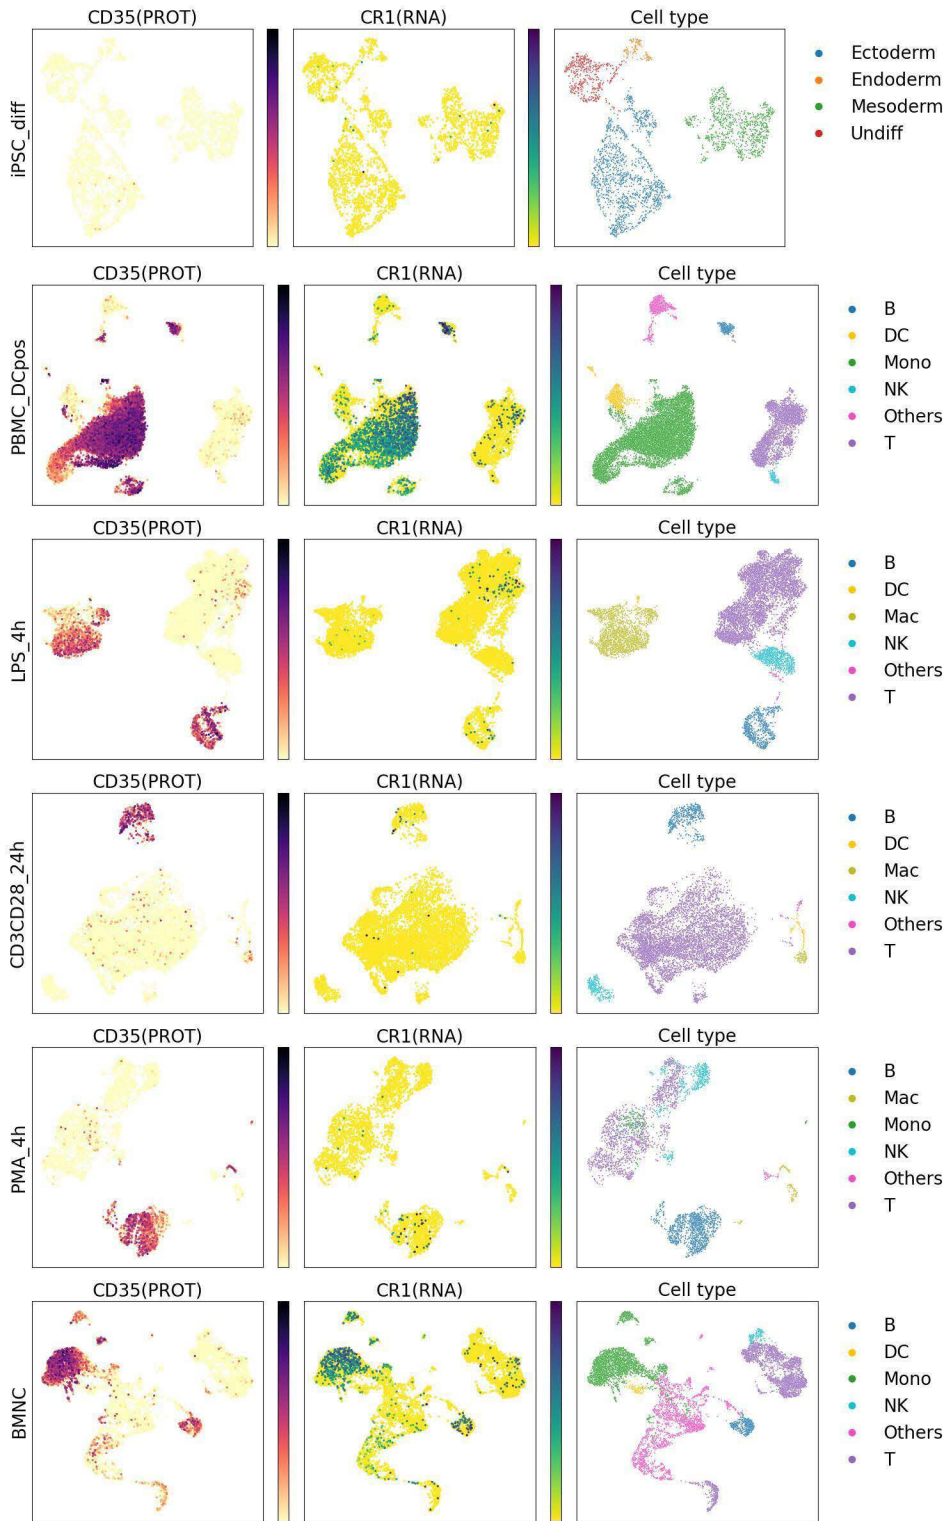 CD35(PROT) CR1(RNA) Cell type
iPSC_diff
Ectoderm
Endoderm
Mesoderm
Undiff
CD35(PROT) CR1(RNA) Cell type
PBMC_DCpos
B
DC
Mono
NK
Others
T
CD35(PROT) CR1(RNA) Cell type
LPS_4h
B
DC
Mac
NK
Others
T
CD35(PROT) CR1(RNA) Cell type
CD3CD28_24h
B
DC
Mac
NK
Others
T
CD35(PROT) CR1(RNA) Cell type
PMA_4h
B
Mac
Mono
NK
Others
T
CD35(PROT) CR1(RNA) Cell type
BMNC
B
DC
Mono
NK
Others
T